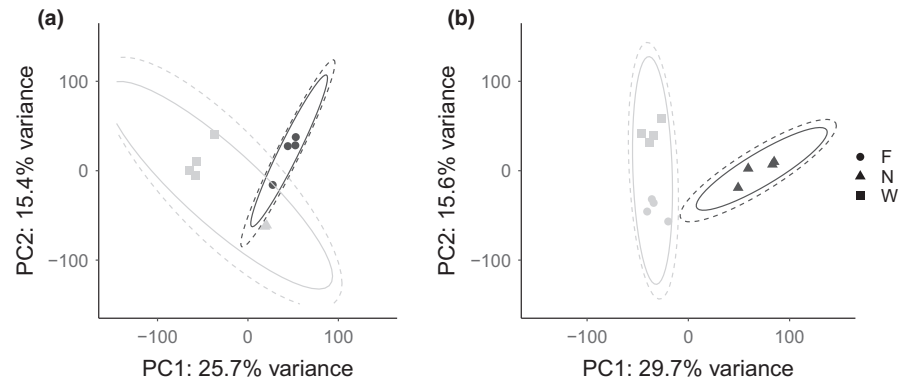 (a)
100
0
−100
PC2: 15.4% variance
−100
0
100
PC1: 25.7% variance
(b)
100
0
−100
PC2: 15.6% variance
−100
0
100
PC1: 29.7% variance
F
N
W